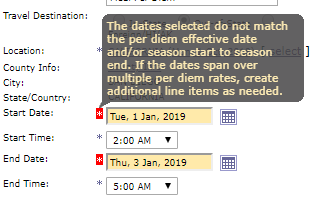 Travel Destination:
The dates selected do not match
the per diem effective date
and/or season start to season
end. If the dates span over
multiple per diem rates, create
additional line items as needed.
Location: *
select ]
County Info:
City:
State/Country:
Start Date: * Tue, 1 Jan, 2019
Start Time: * 2:00 AM
End Date: * Thu, 3 Jan, 2019
End Time: * 5:00 AM